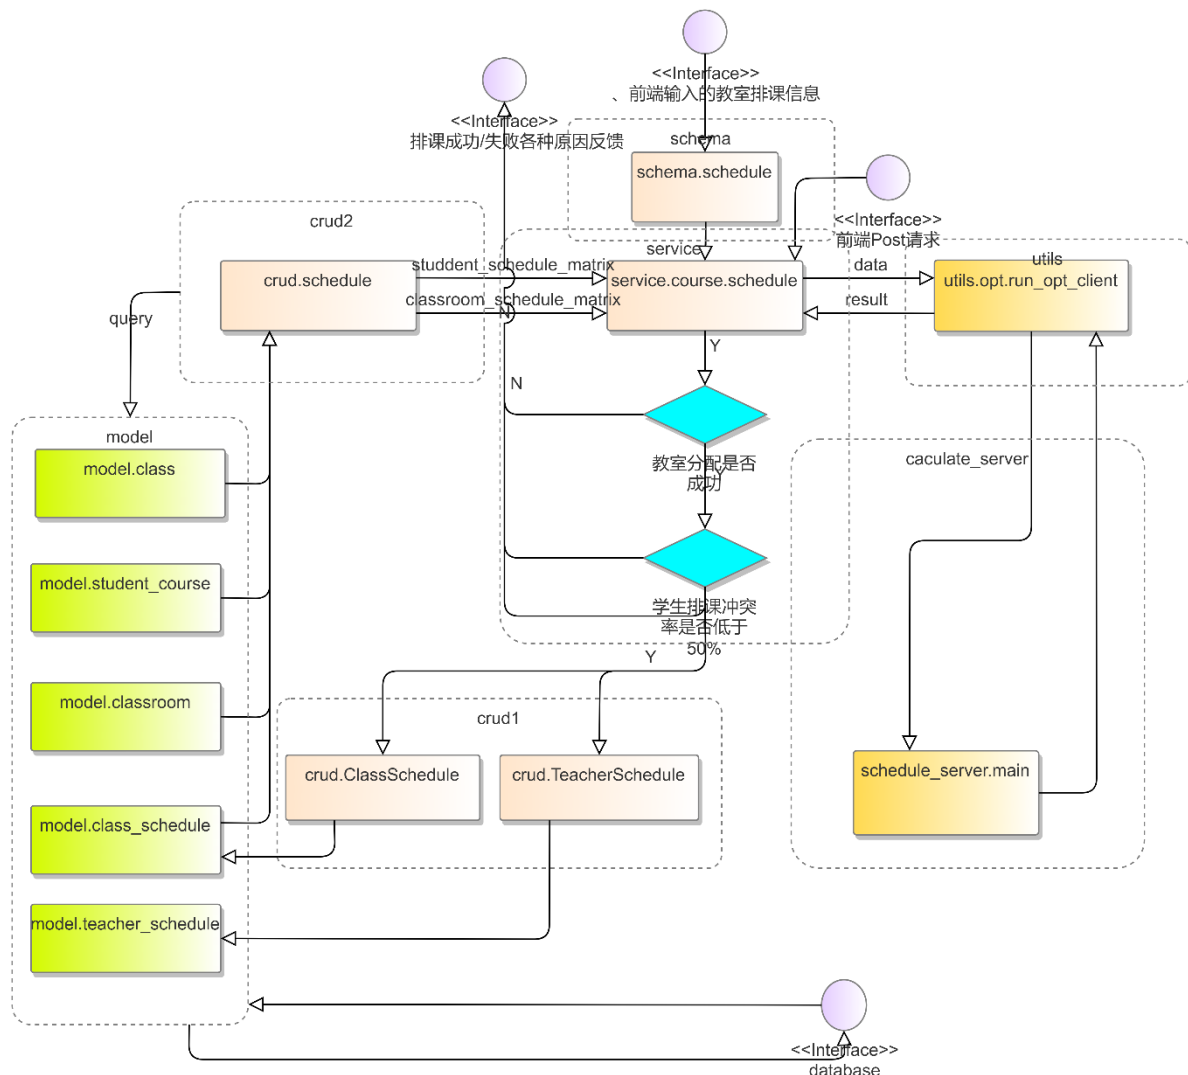 <<Interface>>
、前端输入的教室排课信息
<<Interface>>
排课成功/失败各种原因反馈
schema
schema.schedule
<<Interface>>
前端Post请求
crud2
service
utils
studdent_schedule_matrix
crud.schedule
service.course.schedule
data
utils.opt.run_opt_client
classroom_schedule_matrix
result
N
query
Y
N
model
model.class
教室分配是否
成功
Y
caculate_server
model.student_course
学生排课冲突
率是否低于
50%
Y
model.classroom
crud1
crud.ClassSchedule
crud.TeacherSchedule
schedule_server.main
model.class_schedule
model.teacher_schedule
<<Interface>>
database